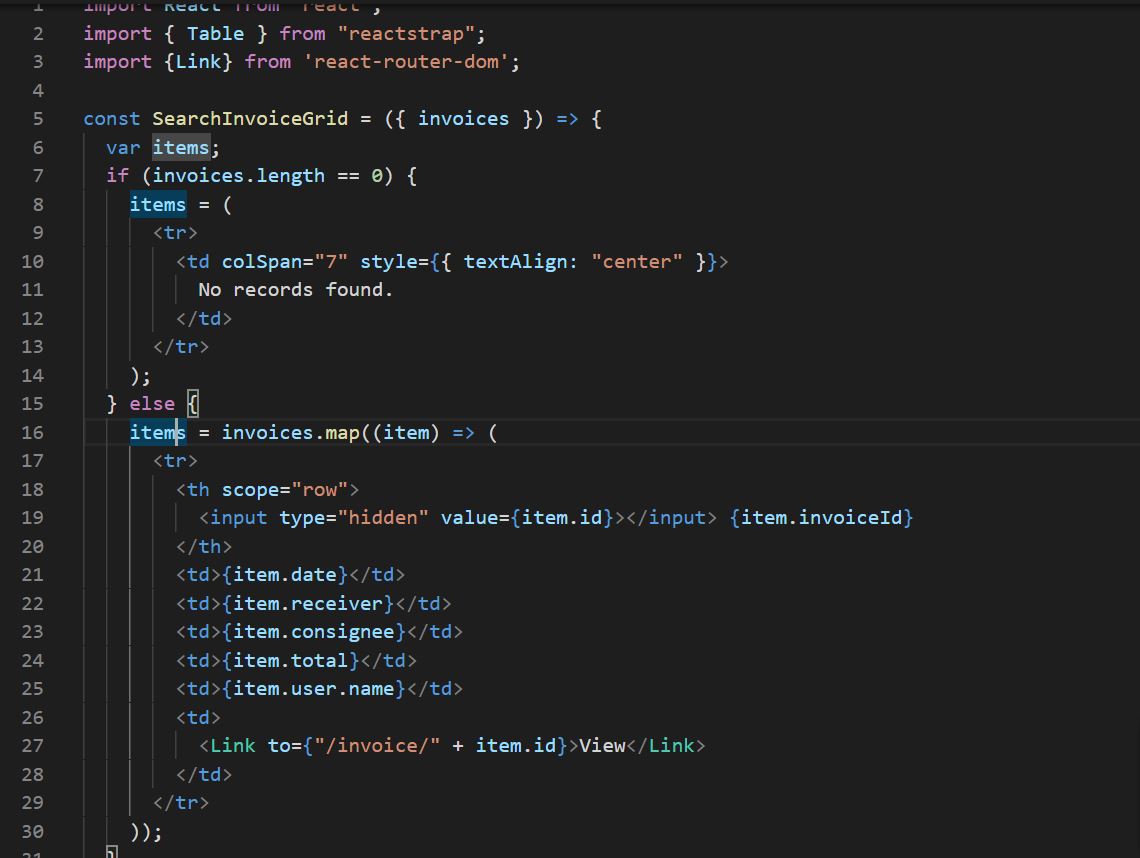 1 import React from 'react';
2 import { Table } from "reactstrap";
3 import {Link} from 'react-router-dom';
4
5 const SearchInvoiceGrid = ({ invoices }) => {
6   var items;
7   if (invoices.length == 0) {
8     items = (
9       <tr>
10         <td colSpan="7" style={{ textAlign: "center" }}>
11           No records found.
12         </td>
13       </tr>
14     );
15   } else {
16     items = invoices.map((item) => (
17       <tr>
18         <th scope="row">
19           <input type="hidden" value={item.id}></input> {item.invoiceId}
20         </th>
21         <td>{item.date}</td>
22         <td>{item.receiver}</td>
23         <td>{item.consignee}</td>
24         <td>{item.total}</td>
25         <td>{item.user.name}</td>
26         <td>
27           <Link to={"/invoice/" + item.id}>View</Link>
28         </td>
29       </tr>
30     ));
31   }